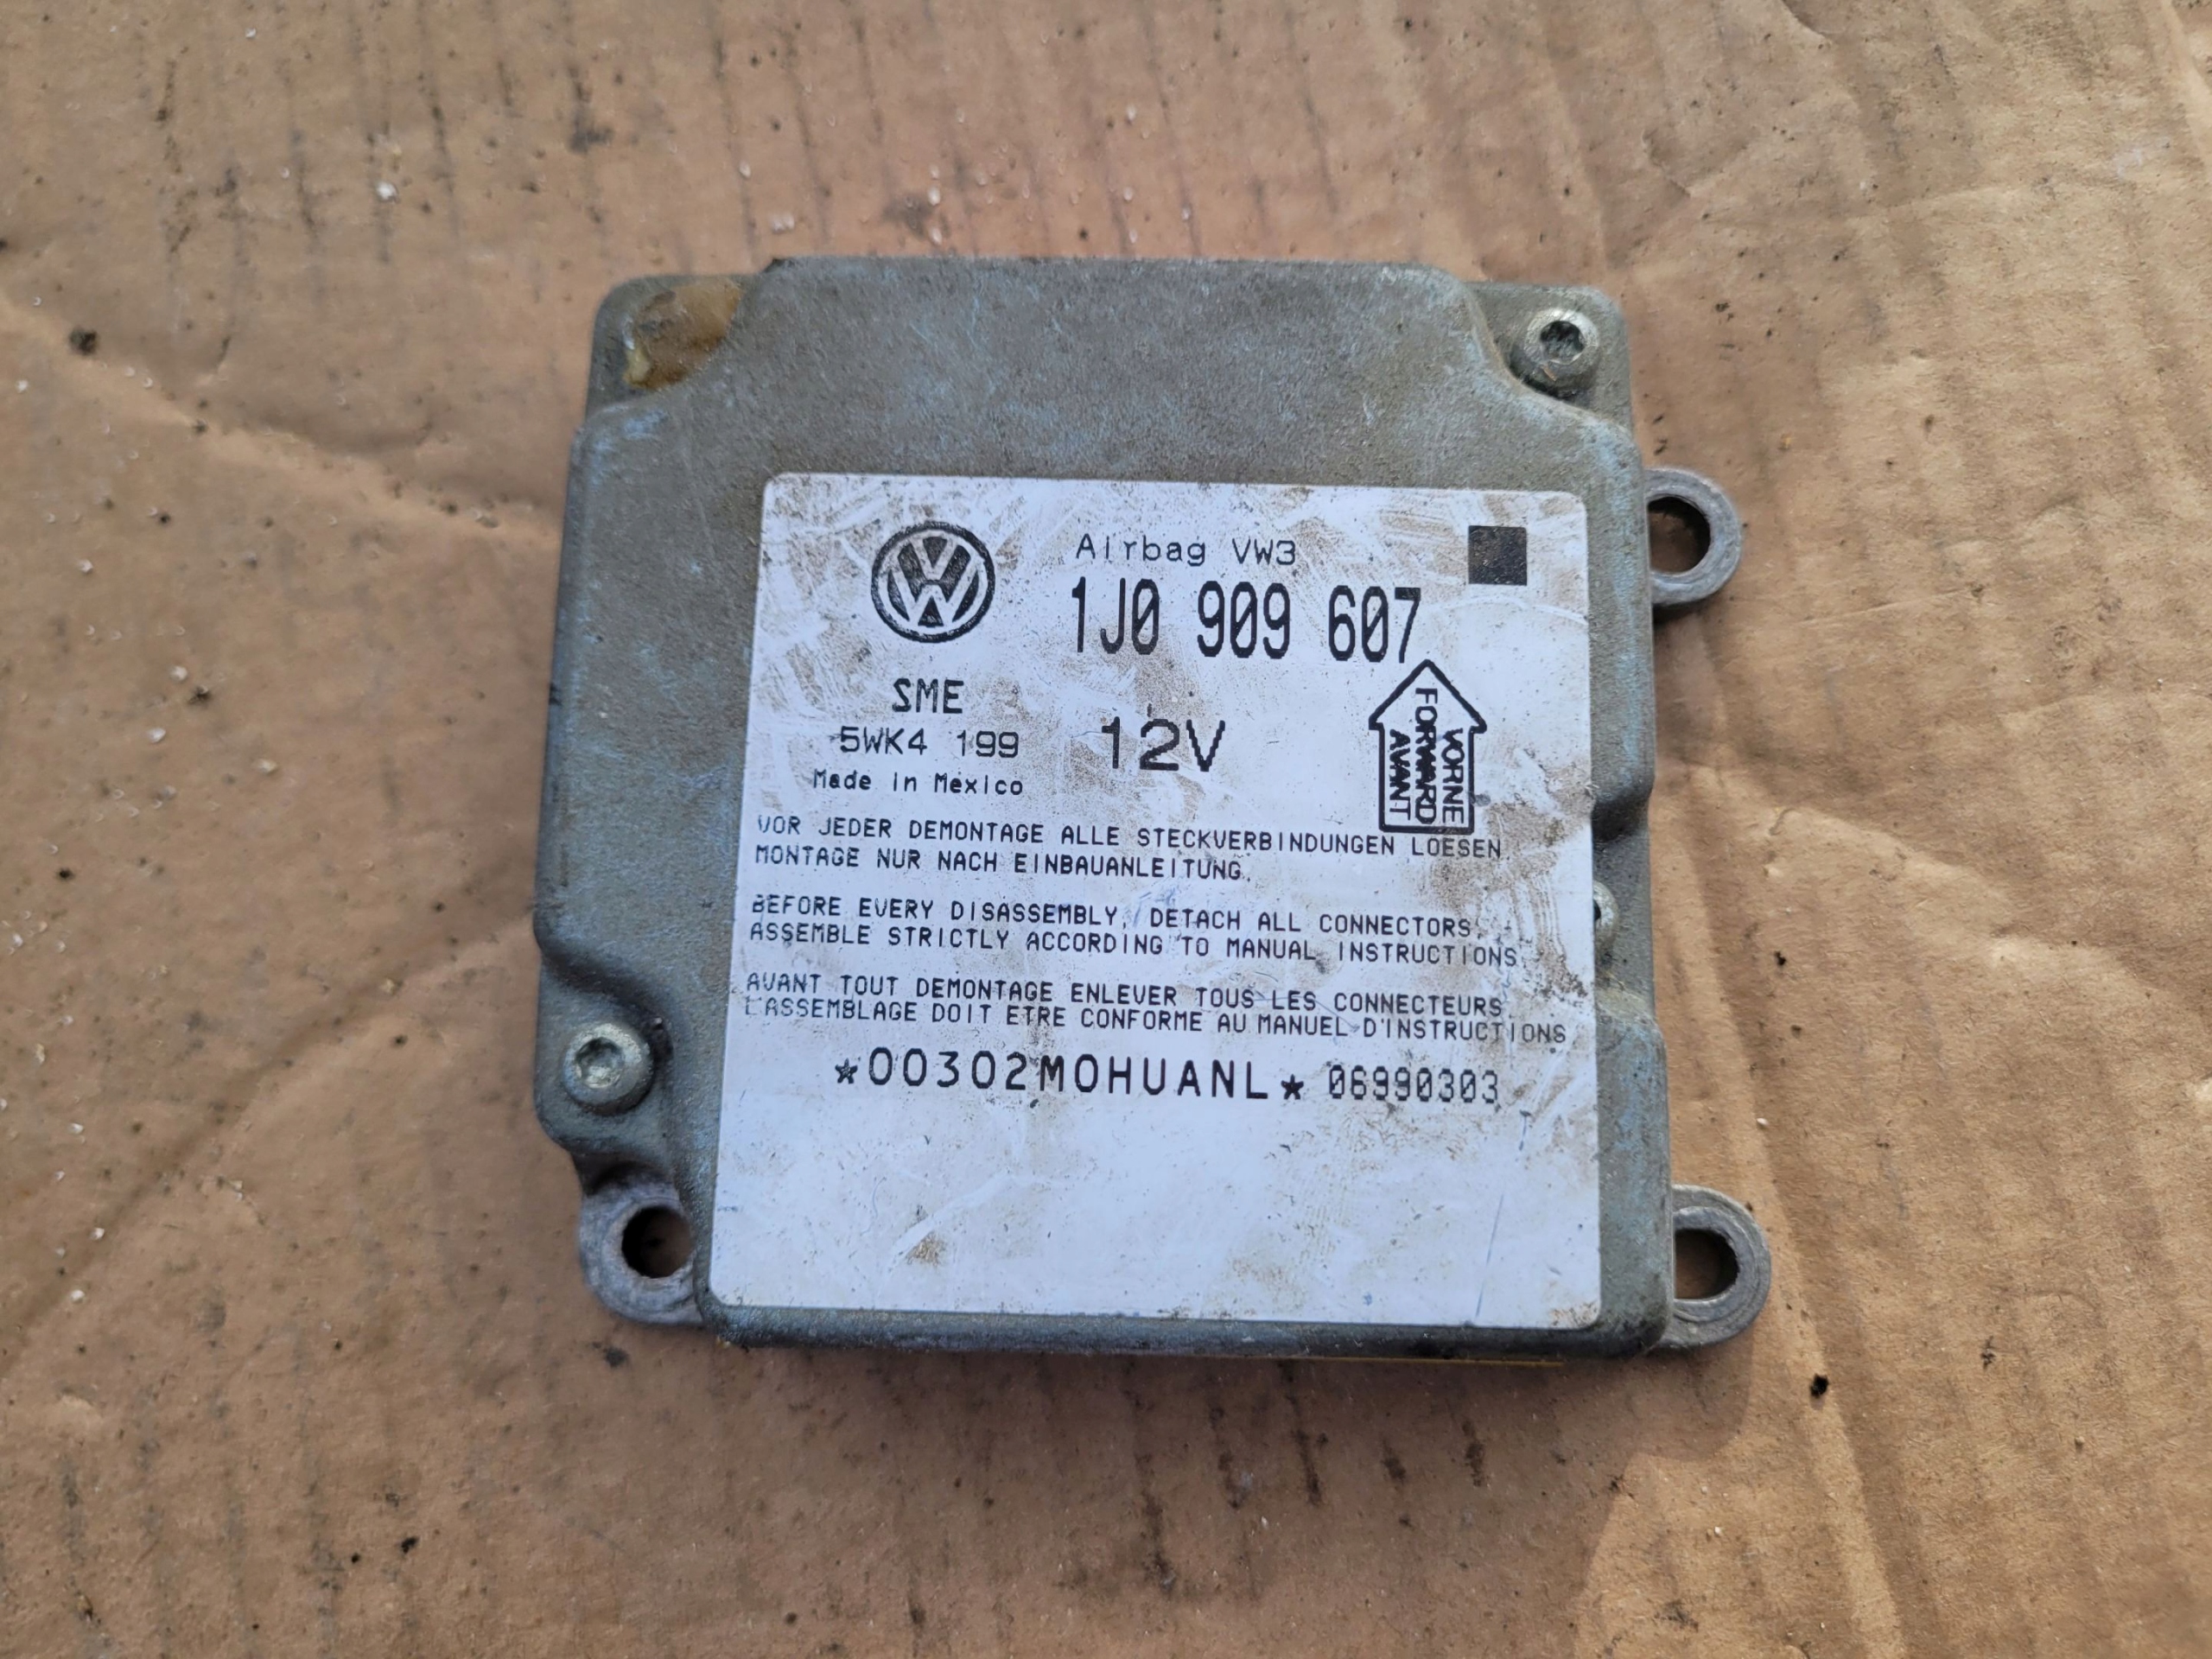 Airbag VW3
1J0 909 607
SME
5WK4 199
12V
Made in Mexico
VORNE
FORWARD
AVANT
VOR JEDER DEMONTAGE ALLE STECKVERBINDUNGEN LOESEN.
MONTAGE NUR NACH EINBAUANLEITUNG.
BEFORE EVERY DISASSEMBLY, DETACH ALL CONNECTORS.
ASSEMBLE STRICTLY ACCORDING TO MANUAL INSTRUCTIONS.
AVANT TOUT DEMONTAGE ENLEVER TOUS LES CONNECTEURS.
L'ASSEMBLAGE DOIT ETRE CONFORME AU MANUEL D'INSTRUCTIONS
*00302M0HUANL* 06990303